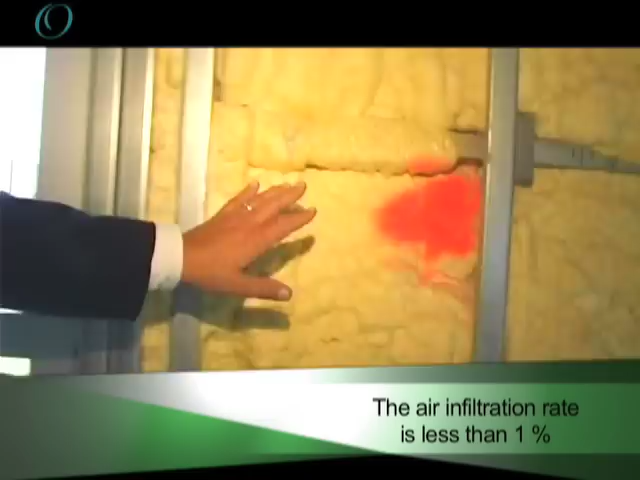 The air infiltration rate
is less than 1 %